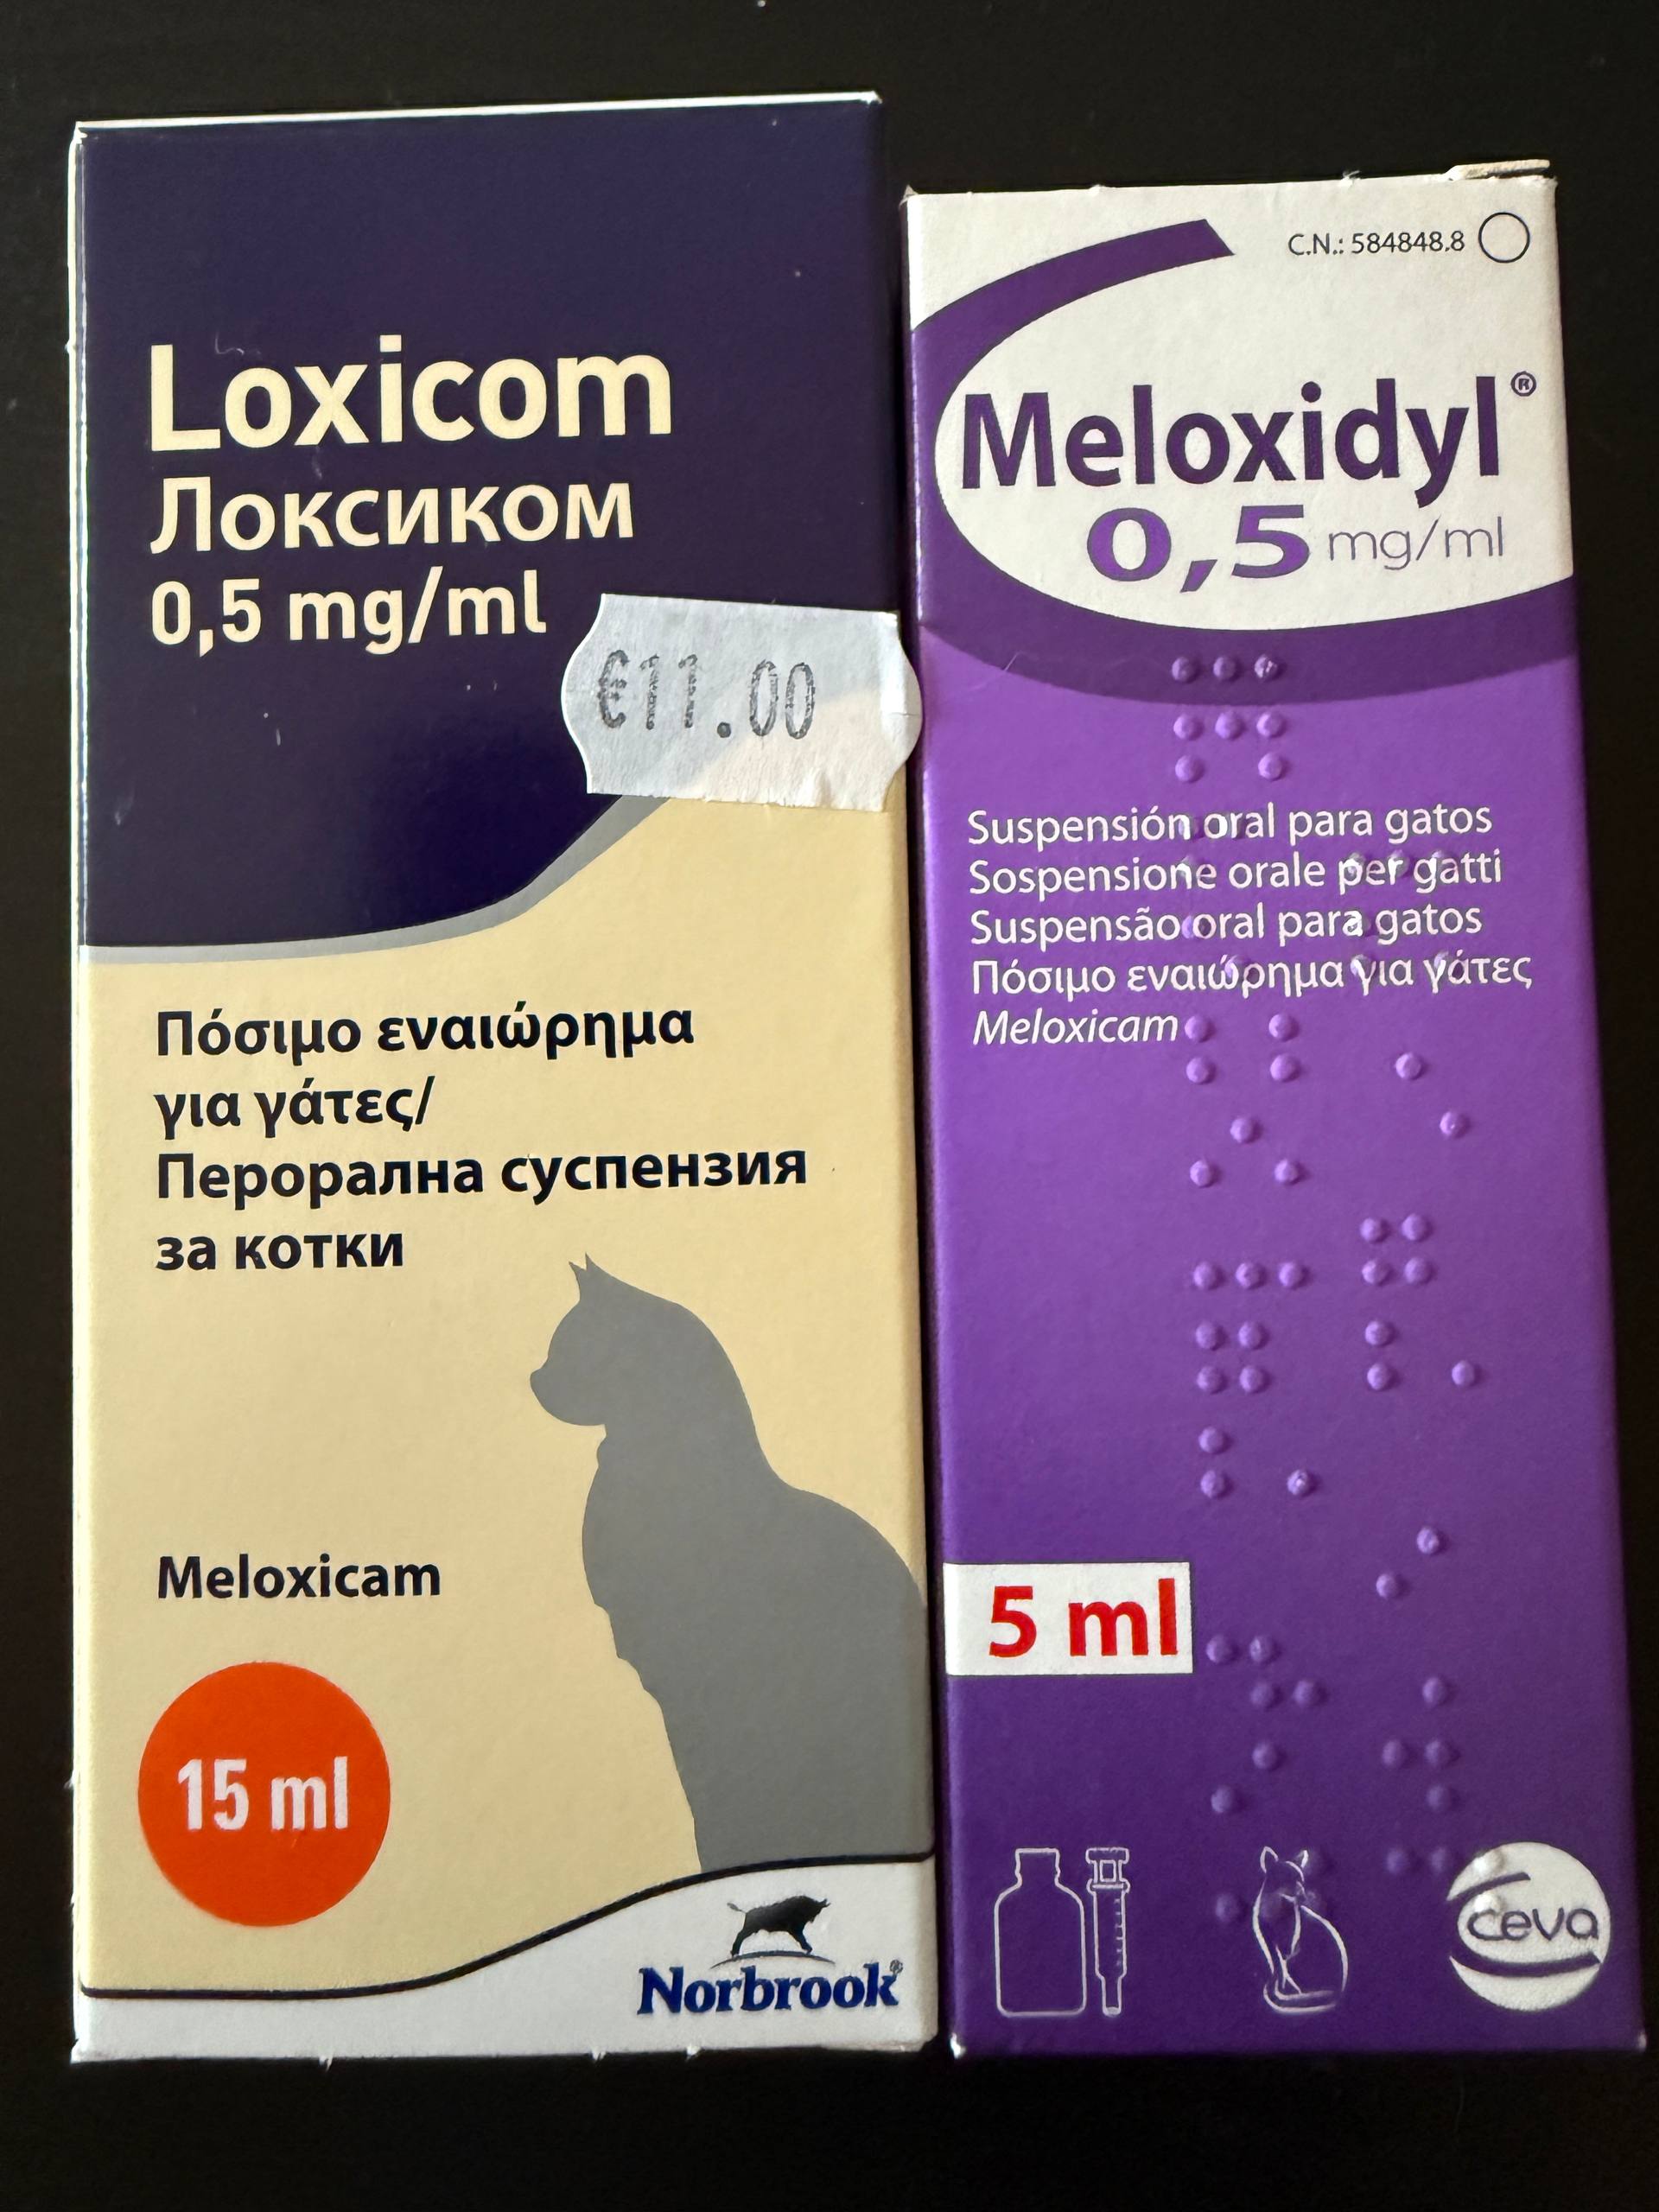 Loxicom
Локсиком
0,5 mg/ml
€11.00
Πόσιμο εναιώρημα
για γάτες/
Перорална суспензия
за котки
Meloxicam
15 ml
Norbrook®
C.N.: 584848.8
Meloxidyl®
0,5 mg/ml
Suspensión oral para gatos
Sospensione orale per gatti
Suspensão oral para gatos
Πόσιμο εναιώρημα για γάτες
Meloxicam
5 ml
ceva